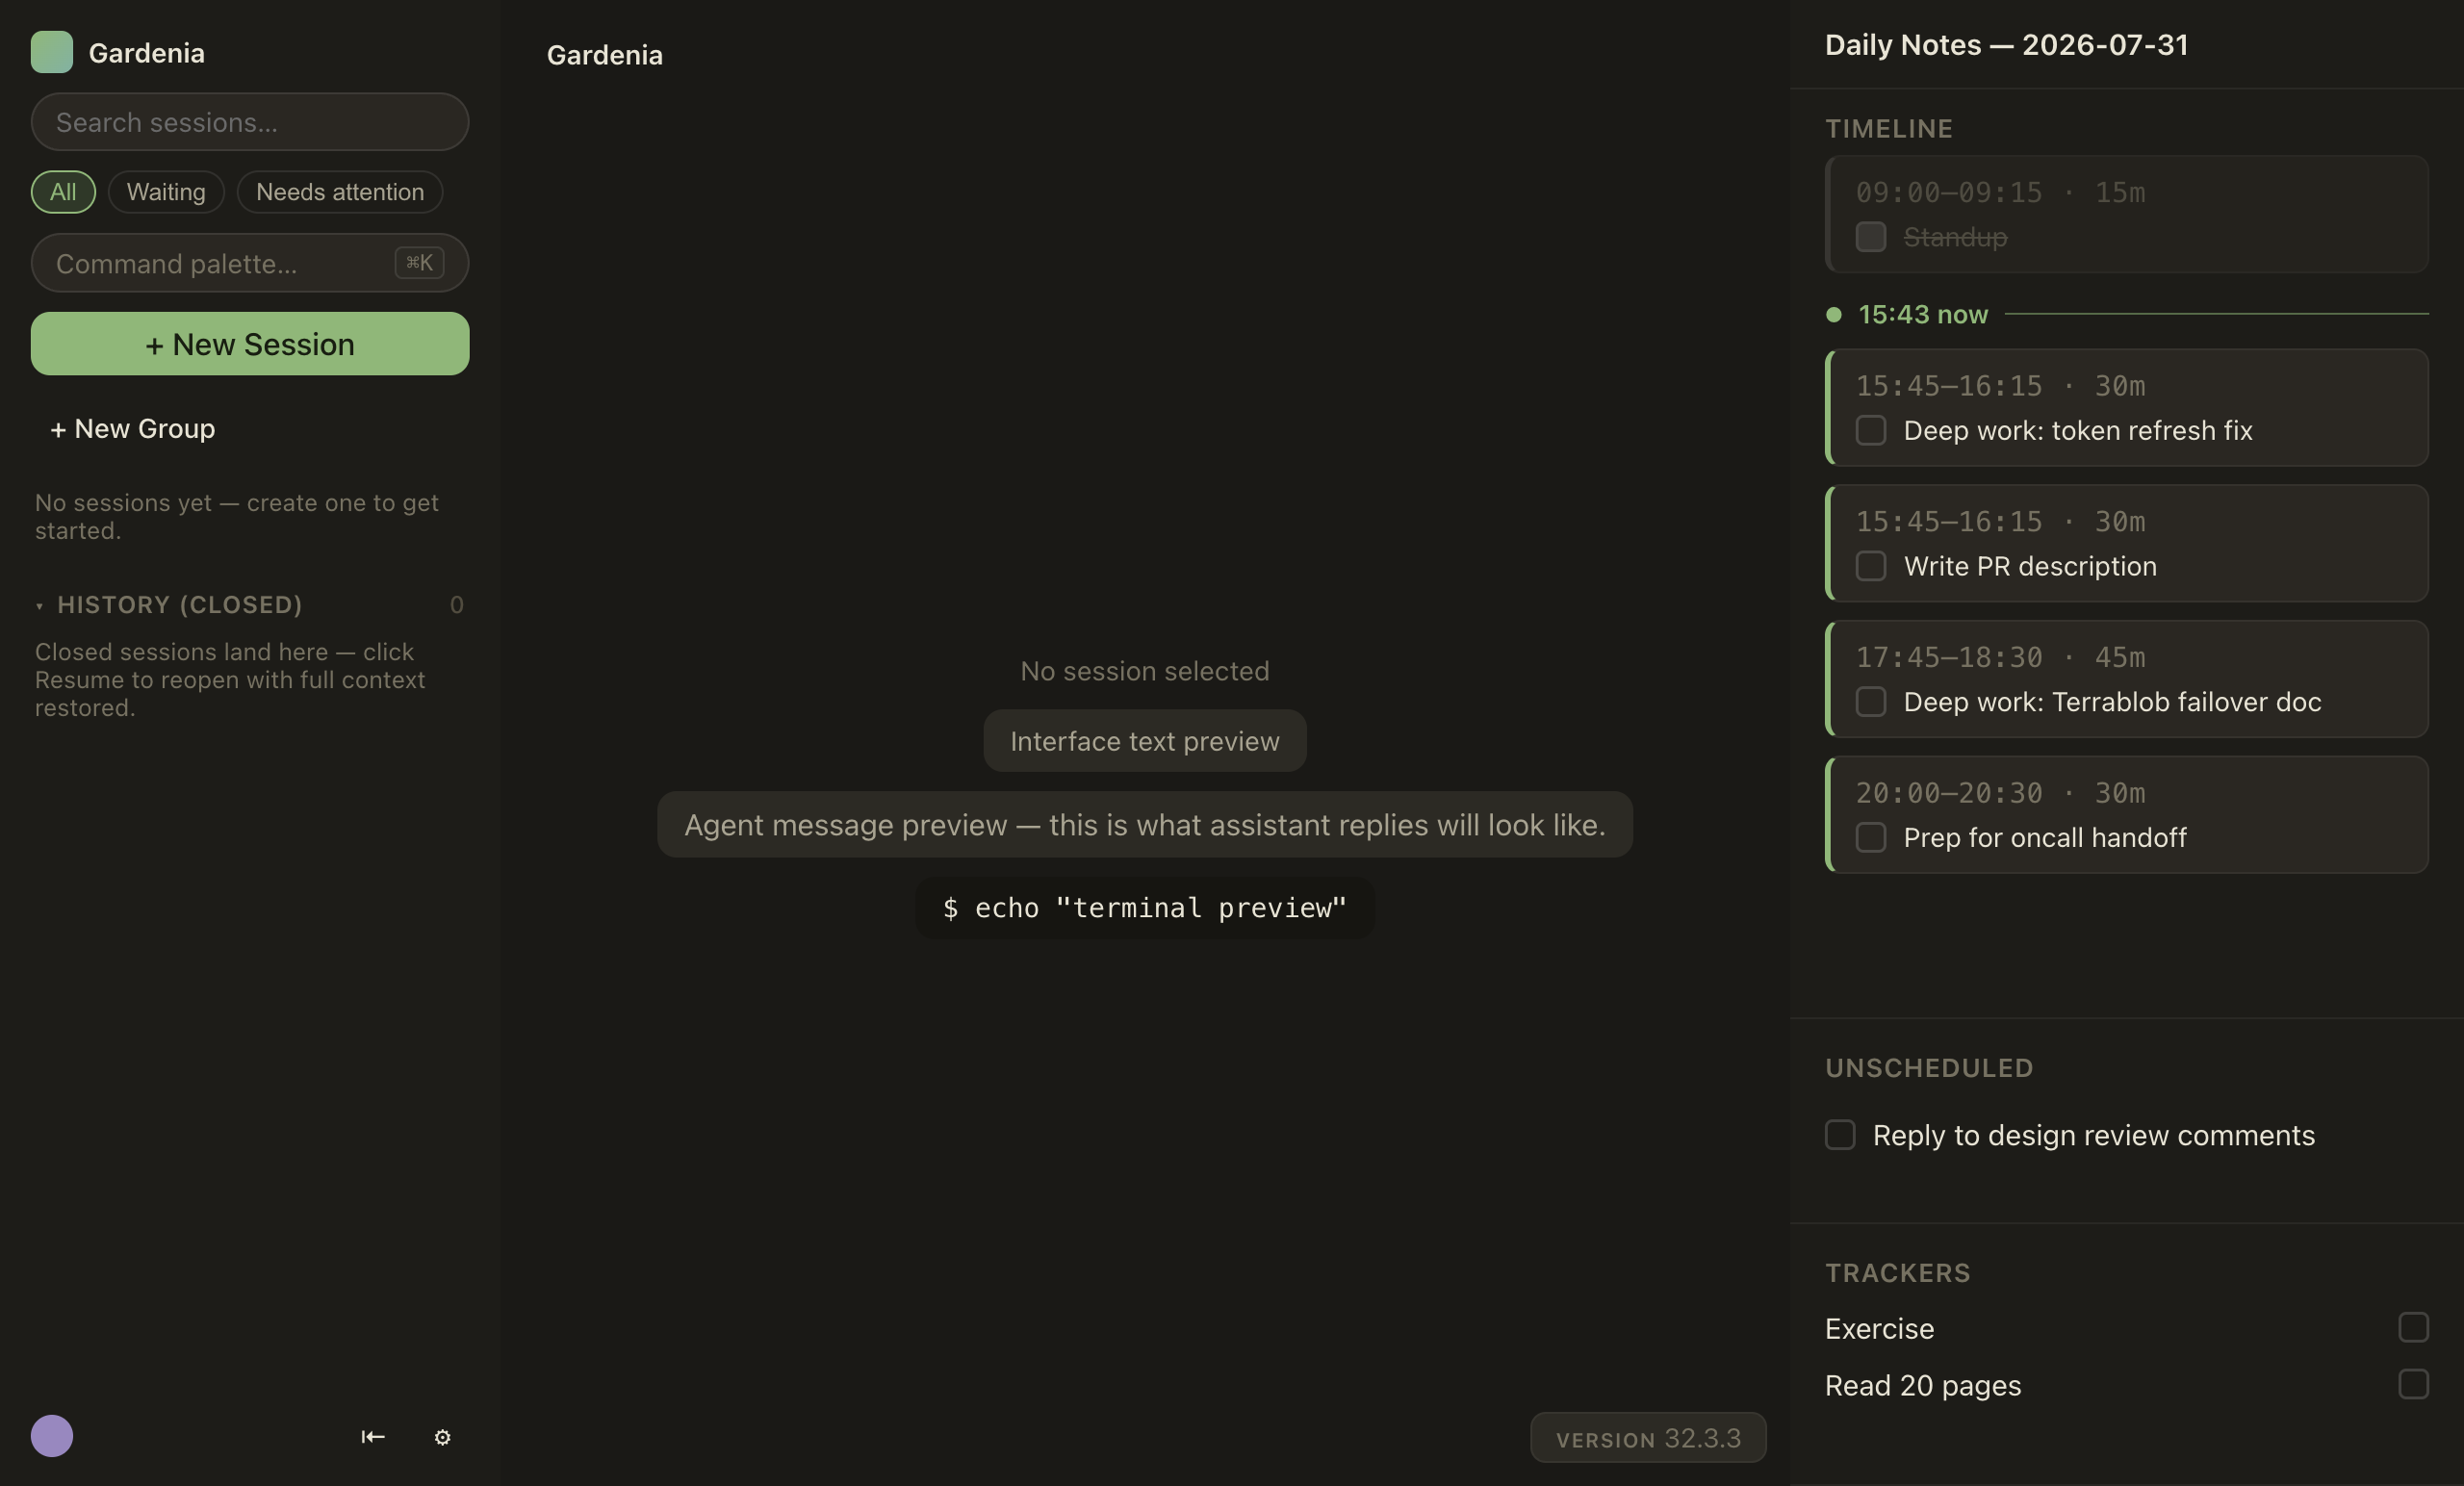 Gardenia
Search sessions...
All
Waiting
Needs attention
Command palette...
⌘K
+ New Session
+ New Group
No sessions yet — create one to get
started.
▾ HISTORY (CLOSED) 0
Closed sessions land here — click
Resume to reopen with full context
restored.
Gardenia
No session selected
Interface text preview
Agent message preview — this is what assistant replies will look like.
$ echo "terminal preview"
VERSION 32.3.3
Daily Notes — 2026-07-31
TIMELINE
09:00–09:15 · 15m
Standup
15:43 now
15:45–16:15 · 30m
Deep work: token refresh fix
15:45–16:15 · 30m
Write PR description
17:45–18:30 · 45m
Deep work: Terrablob failover doc
20:00–20:30 · 30m
Prep for oncall handoff
UNSCHEDULED
Reply to design review comments
TRACKERS
Exercise
Read 20 pages